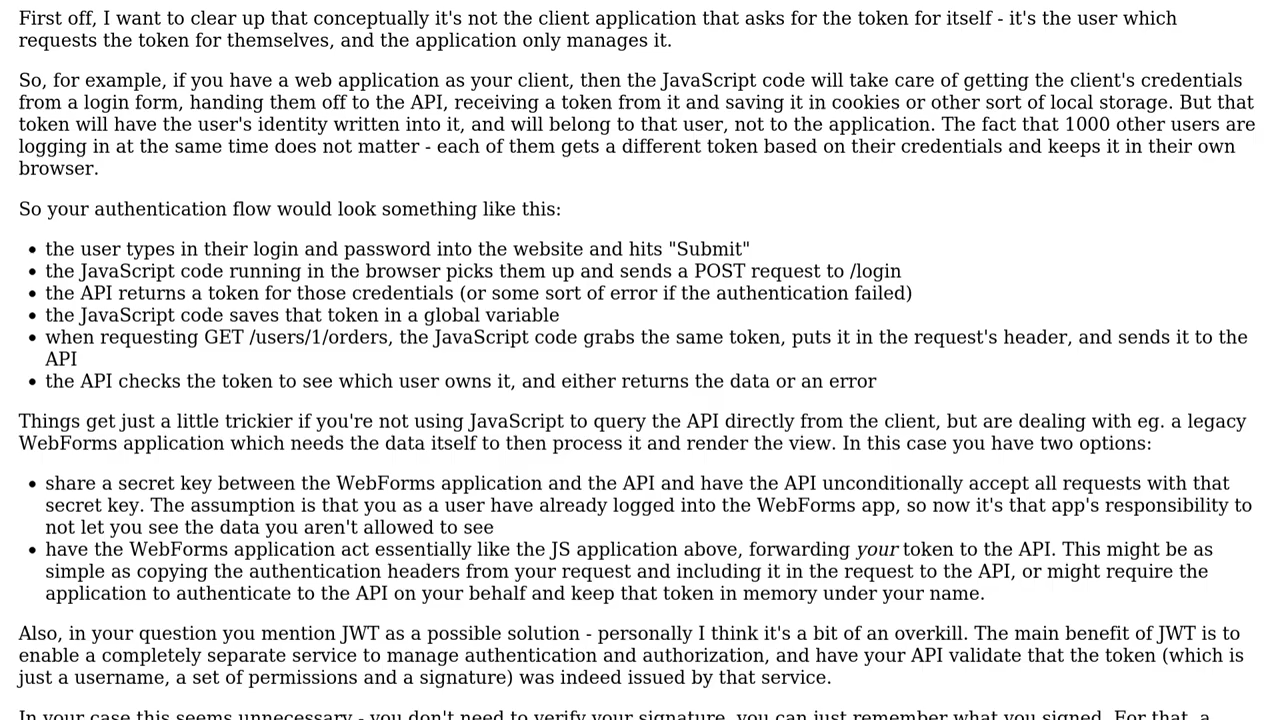 First off, I want to clear up that conceptually it's not the client application that asks for the token for itself - it's the user which
requests the token for themselves, and the application only manages it.
So, for example, if you have a web application as your client, then the JavaScript code will take care of getting the client's credentials
from a login form, handing them off to the API, receiving a token from it and saving it in cookies or other sort of local storage. But that
token will have the user's identity written into it, and will belong to that user, not to the application. The fact that 1000 other users are
logging in at the same time does not matter - each of them gets a different token based on their credentials and keeps it in their own
browser.
So your authentication flow would look something like this:
• the user types in their login and password into the website and hits "Submit"
• the JavaScript code running in the browser picks them up and sends a POST request to /login
• the API returns a token for those credentials (or some sort of error if the authentication failed)
• the JavaScript code saves that token in a global variable
• when requesting GET /users/1/orders, the JavaScript code grabs the same token, puts it in the request's header, and sends it to the
API
• the API checks the token to see which user owns it, and either returns the data or an error
Things get just a little trickier if you're not using JavaScript to query the API directly from the client, but are dealing with eg. a legacy
WebForms application which needs the data itself to then process it and render the view. In this case you have two options:
• share a secret key between the WebForms application and the API and have the API unconditionally accept all requests with that
secret key. The assumption is that you as a user have already logged into the WebForms app, so now it's that app's responsibility to
not let you see the data you aren't allowed to see
• have the WebForms application act essentially like the JS application above, forwarding your token to the API. This might be as
simple as copying the authentication headers from your request and including it in the request to the API, or might require the
application to authenticate to the API on your behalf and keep that token in memory under your name.
Also, in your question you mention JWT as a possible solution - personally I think it's a bit of an overkill. The main benefit of JWT is to
enable a completely separate service to manage authentication and authorization, and have your API validate that the token (which is
just a username, a set of permissions and a signature) was indeed issued by that service.
In your case this seems unnecessary - you don't need to verify your signature, you can just remember what you signed. For that, a